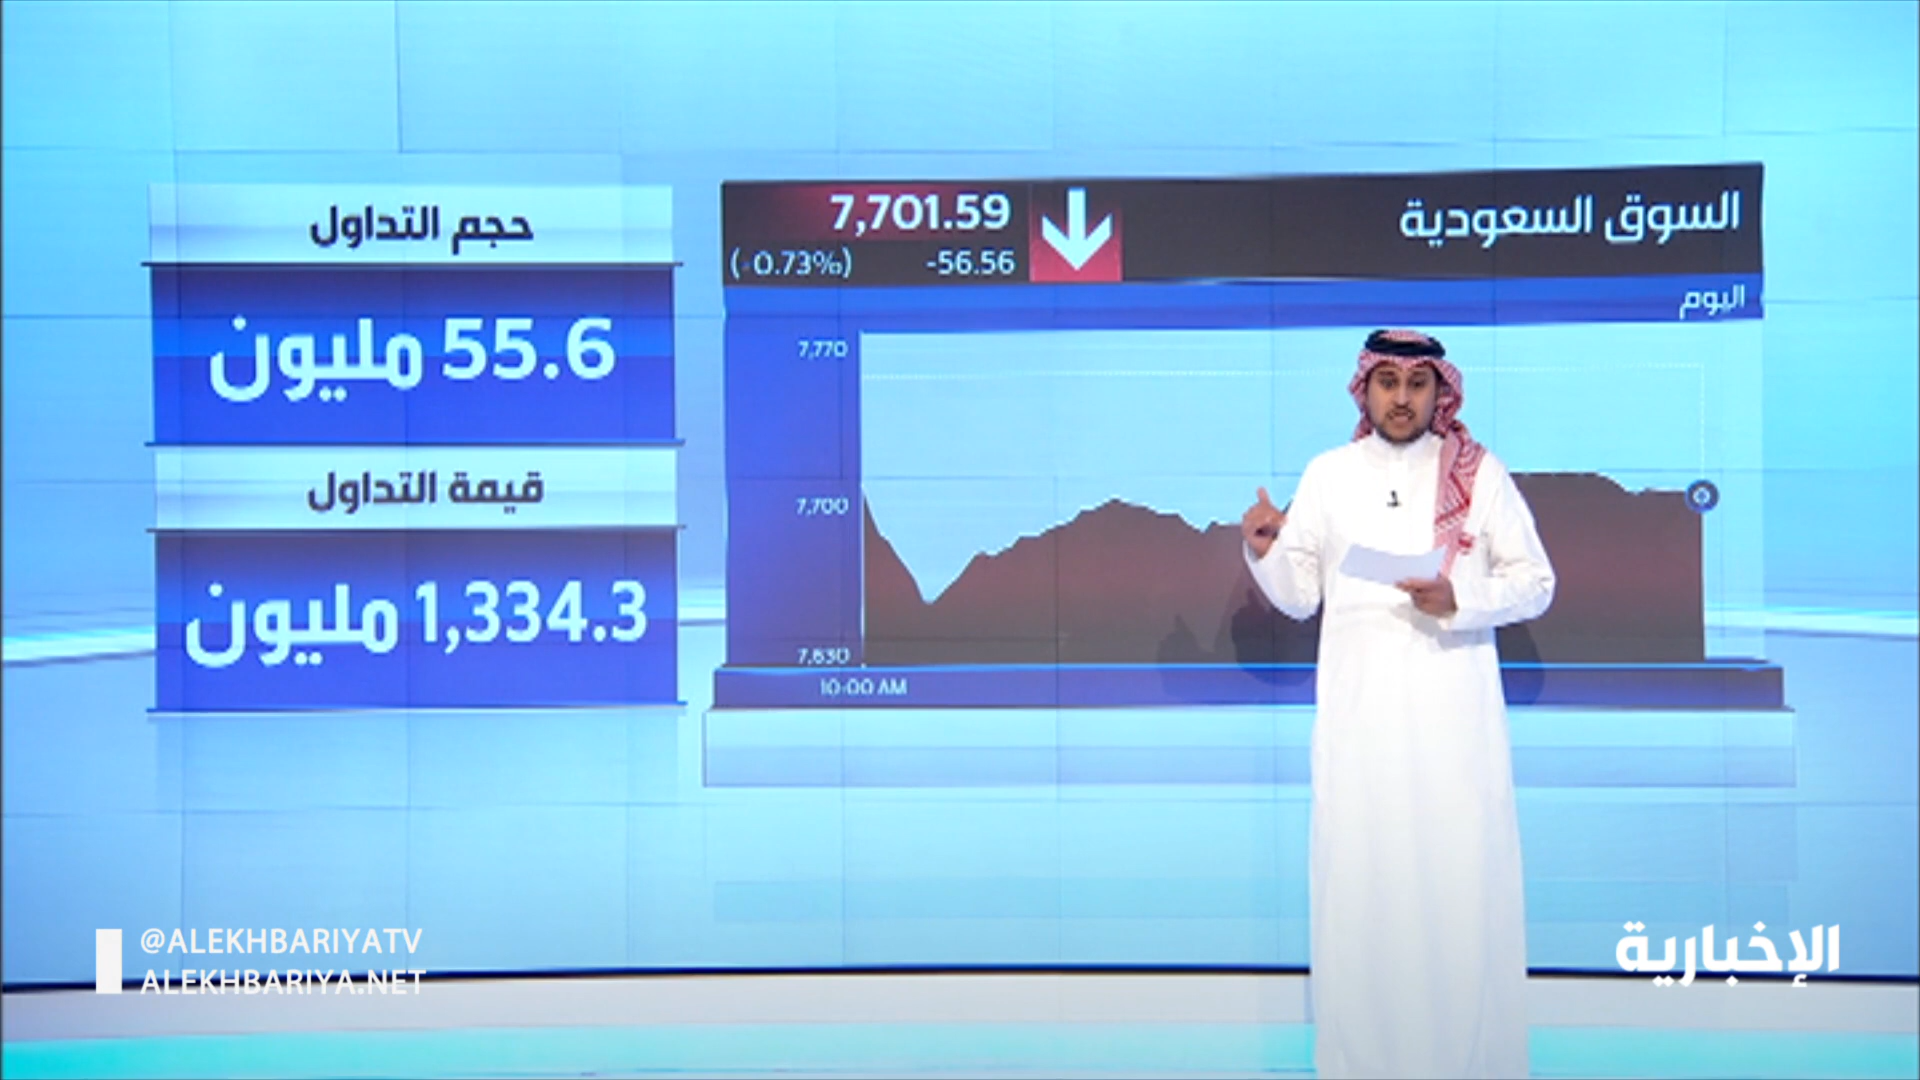 السوق السعودية
7,701.59
-56.56
(-0.73%)
اليوم
7,770
7,700
7,630
10:00 AM
حجم التداول
55.6 مليون
قيمة التداول
1,334.3 مليون
@ALEKHBARIYATV
ALEKHBARIYA.NET
الإخبارية